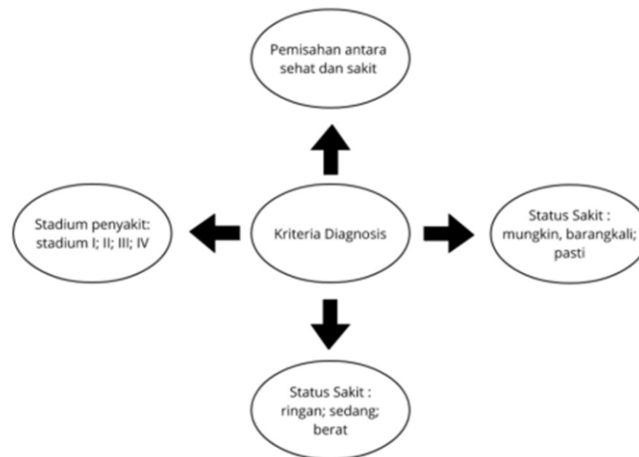 Pemisahan antara
sehat dan sakit
Stadium penyakit:
stadium I; II; III; IV
Kriteria Diagnosis
Status Sakit :
mungkin, barangkali;
pasti
Status Sakit :
ringan; sedang;
berat